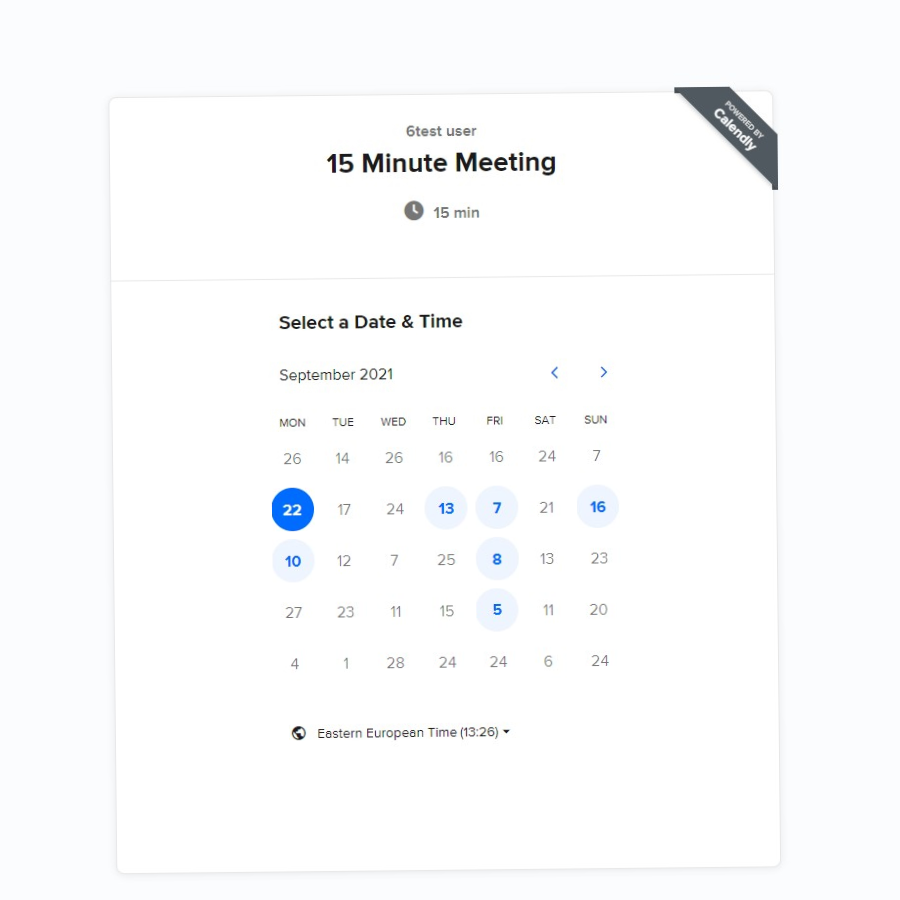 POWERED BY
Calendly
6test user
15 Minute Meeting
15 min
Select a Date & Time
September 2021
MON TUE WED THU FRI SAT SUN
26 14 26 16 16 24 7
22 17 24 13 7 21 16
10 12 7 25 8 13 23
27 23 11 15 5 11 20
4 1 28 24 24 6 24
Eastern European Time (13:26)